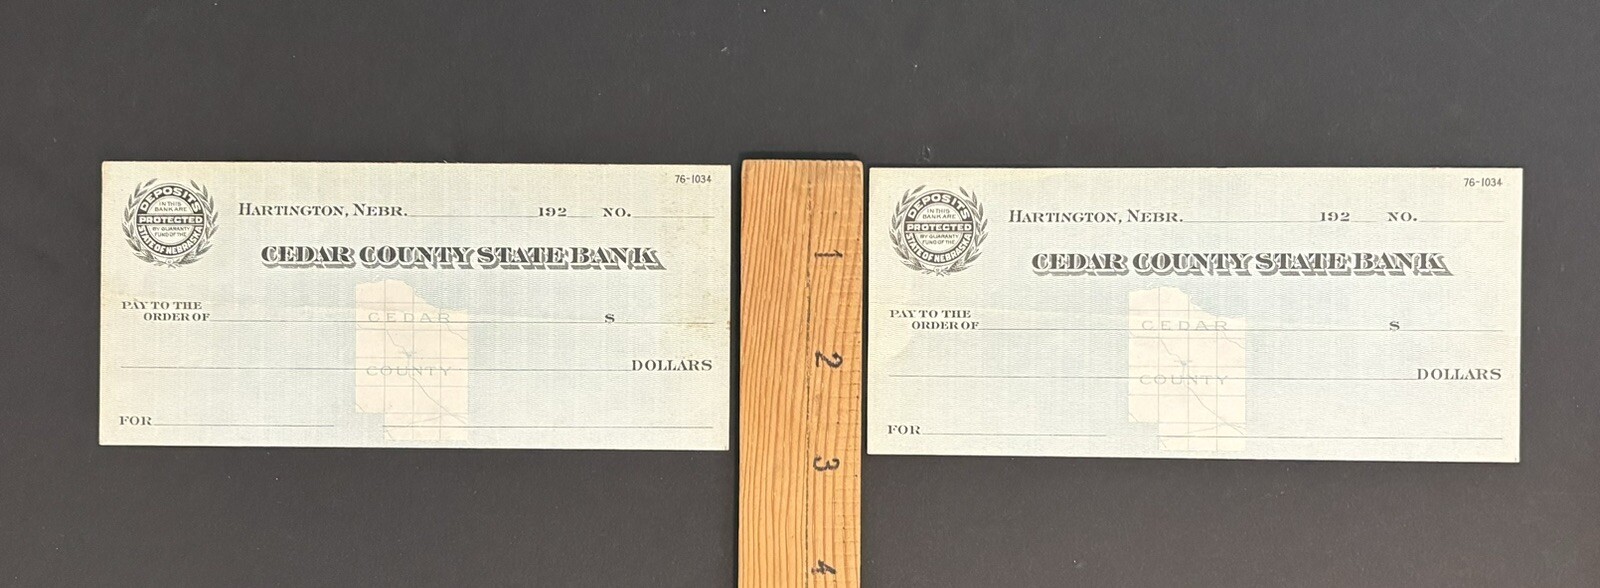 76-1034
DEPOSITS
IN THIS
BANK ARE
PROTECTED
BY GUARANTY
FUND OF THE
STATE OF NEBRASKA
HARTINGTON, NEBR. 192 NO.
CEDAR COUNTY STATE BANK
PAY TO THE
ORDER OF $
CEDAR
COUNTY
DOLLARS
FOR
1
2
3
4
76-1034
DEPOSITS
IN THIS
BANK ARE
PROTECTED
BY GUARANTY
FUND OF THE
STATE OF NEBRASKA
HARTINGTON, NEBR. 192 NO.
CEDAR COUNTY STATE BANK
PAY TO THE
ORDER OF $
CEDAR
COUNTY
DOLLARS
FOR